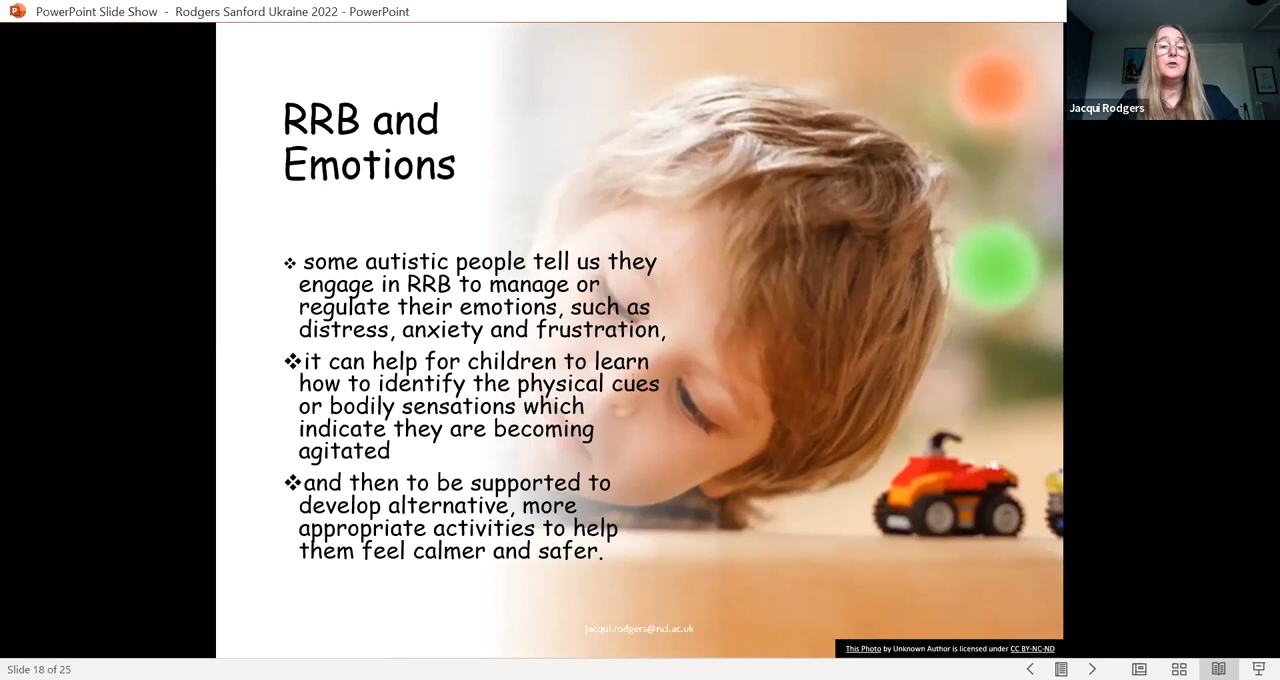 PowerPoint Slide Show - Rodgers Sanford Ukraine 2022 - PowerPoint
Jacqui Rodgers
RRB and
Emotions
❖ some autistic people tell us they
engage in RRB to manage or
regulate their emotions, such as
distress, anxiety and frustration,
❖it can help for children to learn
how to identify the physical cues
or bodily sensations which
indicate they are becoming
agitated
❖and then to be supported to
develop alternative, more
appropriate activities to help
them feel calmer and safer.
jacqui.rodgers@ncl.ac.uk
This Photo by Unknown Author is licensed under CC BY-NC-ND
Slide 18 of 25